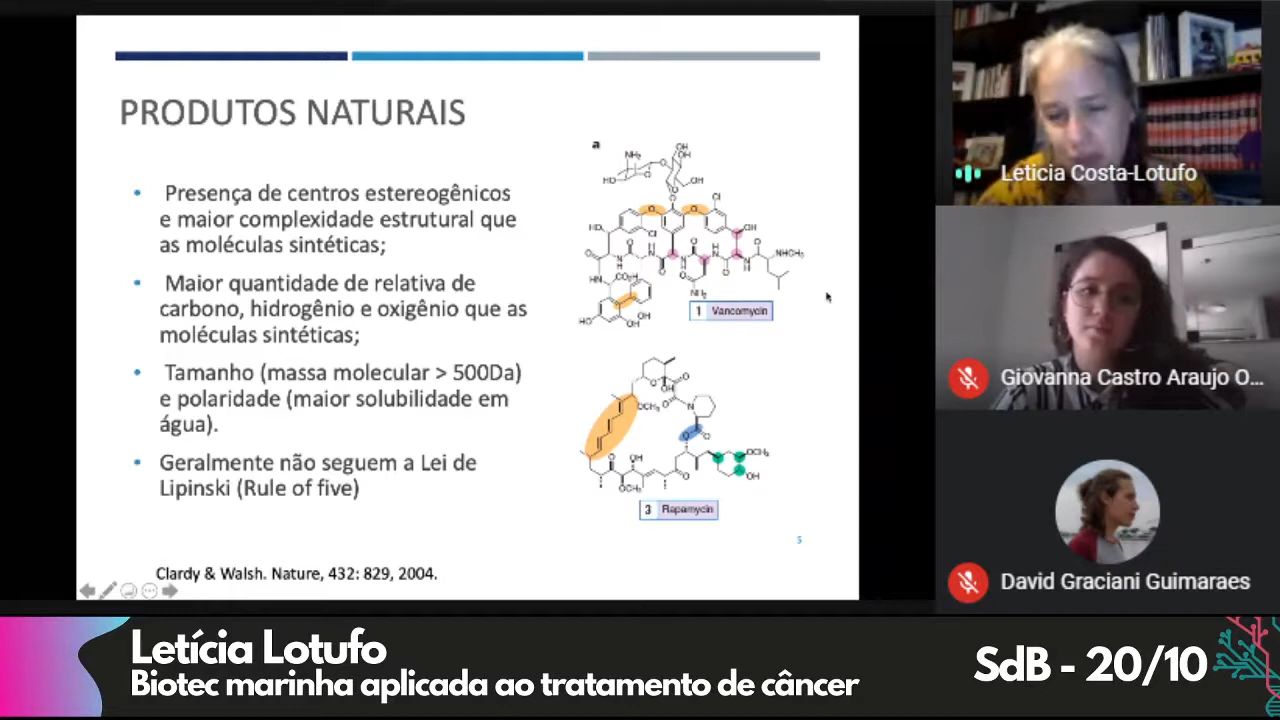 PRODUTOS NATURAIS
• Presença de centros estereogênicos
e maior complexidade estrutural que
as moléculas sintéticas;
• Maior quantidade de relativa de
carbono, hidrogênio e oxigênio que as
moléculas sintéticas;
• Tamanho (massa molecular > 500Da)
e polaridade (maior solubilidade em
água).
• Geralmente não seguem a Lei de
Lipinski (Rule of five)
Clardy & Walsh. Nature, 432: 829, 2004.
a
1 Vancomycin
3 Rapamycin
5
Leticia Costa-Lotufo
Giovanna Castro Araujo O...
David Graciani Guimaraes
Letícia Lotufo
Biotec marinha aplicada ao tratamento de câncer
SdB - 20/10